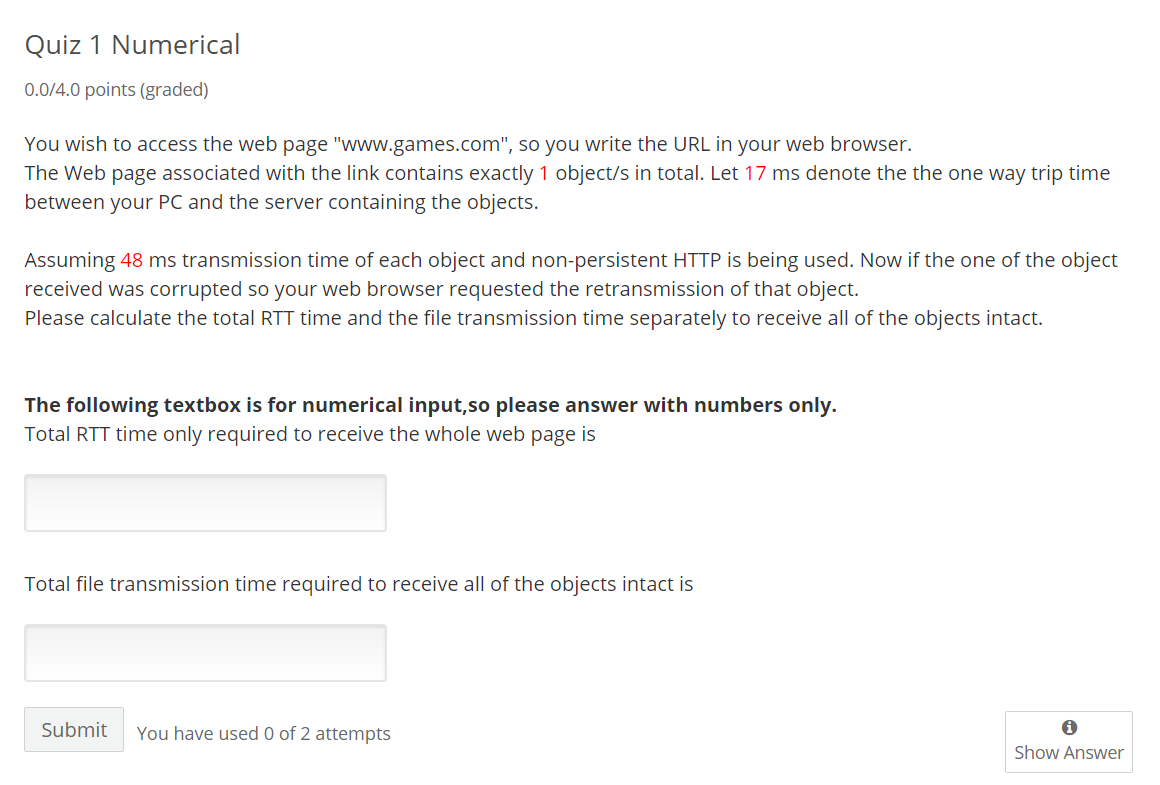 Quiz 1 Numerical
0.0/4.0 points (graded)
You wish to access the web page "www.games.com", so you write the URL in your web browser.
The Web page associated with the link contains exactly 1 object/s in total. Let 17 ms denote the the one way trip time
between your PC and the server containing the objects.
Assuming 48 ms transmission time of each object and non-persistent HTTP is being used. Now if the one of the object
received was corrupted so your web browser requested the retransmission of that object.
Please calculate the total RTT time and the file transmission time separately to receive all of the objects intact.
The following textbox is for numerical input,so please answer with numbers only.
Total RTT time only required to receive the whole web page is
Total file transmission time required to receive all of the objects intact is
Submit
You have used 0 of 2 attempts
Show Answer